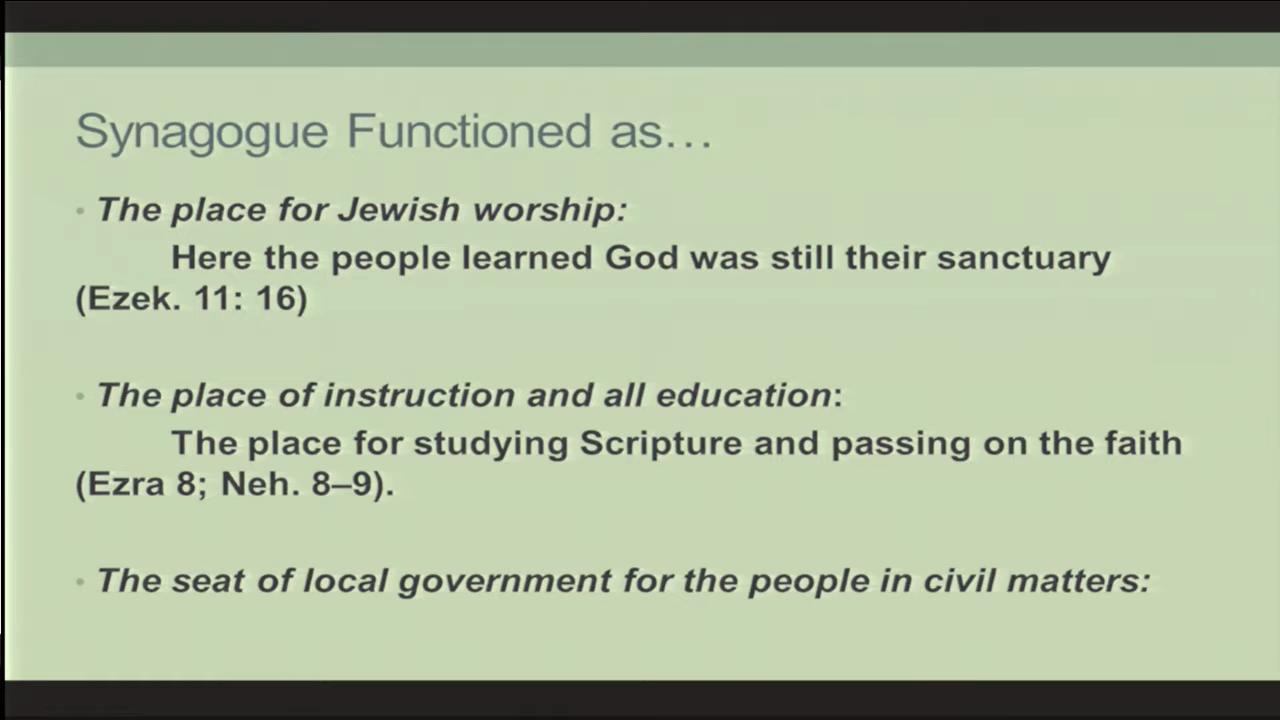 Synagogue Functioned as…
• The place for Jewish worship:
Here the people learned God was still their sanctuary
(Ezek. 11: 16)
• The place of instruction and all education:
The place for studying Scripture and passing on the faith
(Ezra 8; Neh. 8–9).
• The seat of local government for the people in civil matters: